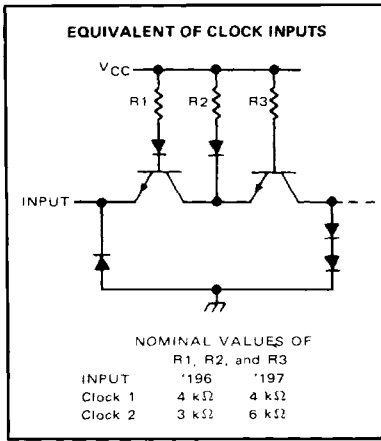 EQUIVALENT OF CLOCK INPUTS
VCC
R1 R2 R3
INPUT
NOMINAL VALUES OF
R1, R2, and R3
INPUT '196 '197
Clock 1 4 kΩ 4 kΩ
Clock 2 3 kΩ 6 kΩ